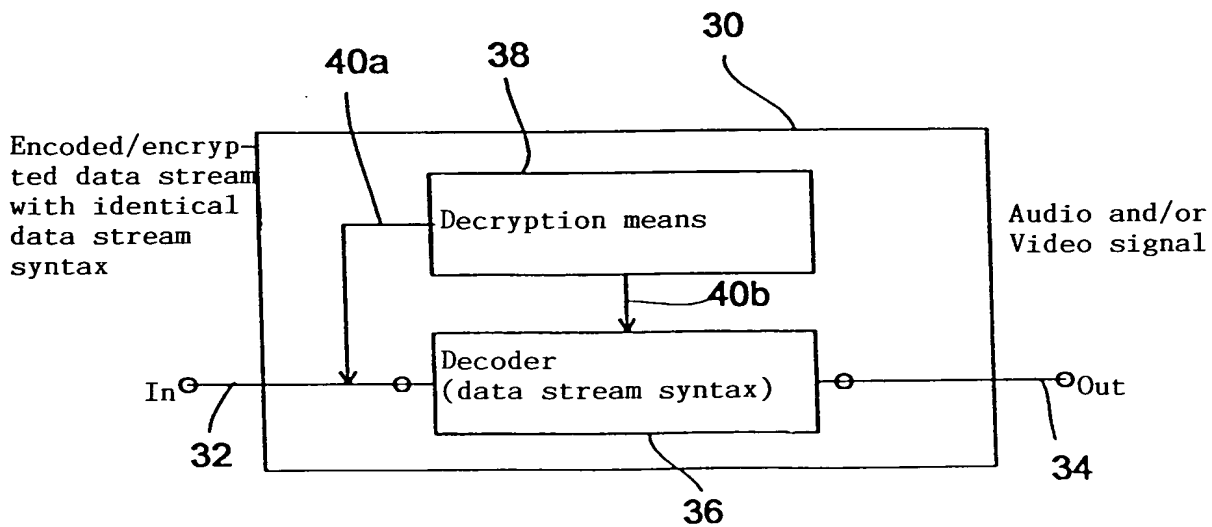 30
38
40a
Encoded/encryp-
ted data stream
with identical
data stream
syntax
Decryption means
Audio and/or
Video signal
40b
Decoder
(data stream syntax)
In
Out
32
34
36